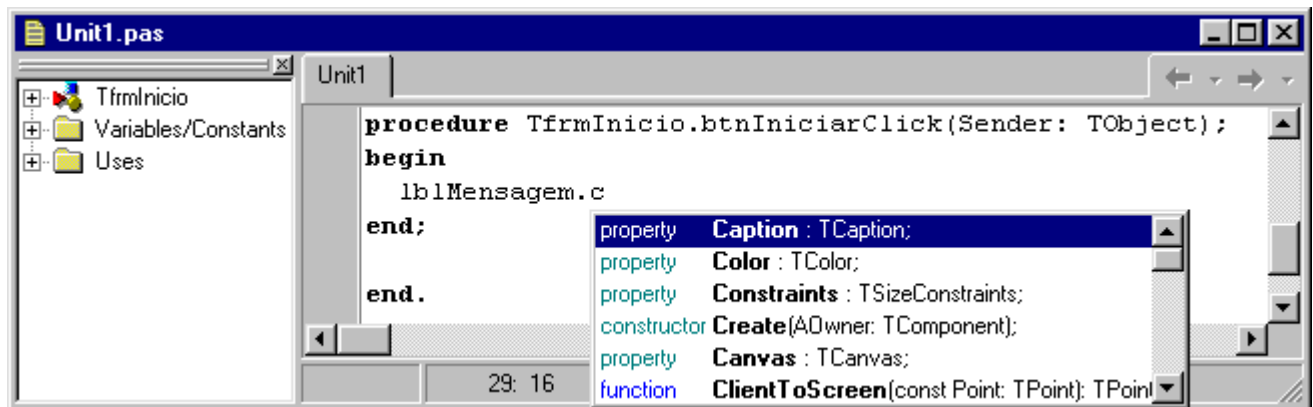 Unit1.pas
TfrmInicio
Variables/Constants
Uses
Unit1
procedure TfrmInicio.btnIniciarClick(Sender: TObject);
begin
lblMensagem.c
end;
end.
property Caption : TCaption;
property Color : TColor;
property Constraints : TSizeConstraints;
constructor Create(AOwner: TComponent);
property Canvas : TCanvas;
function ClientToScreen(const Point: TPoint): TPoint
29: 16